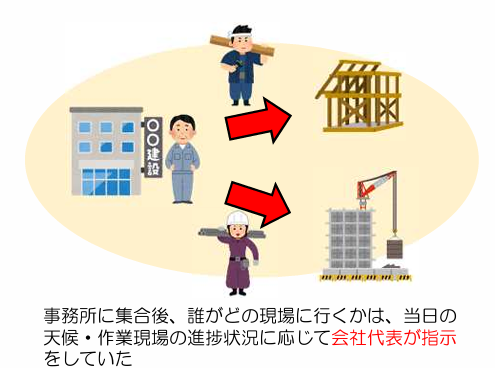 〇〇建設
事務所に集合後、誰がどの現場に行くかは、当日の
天候・作業現場の進捗状況に応じて会社代表が指示
をしていた